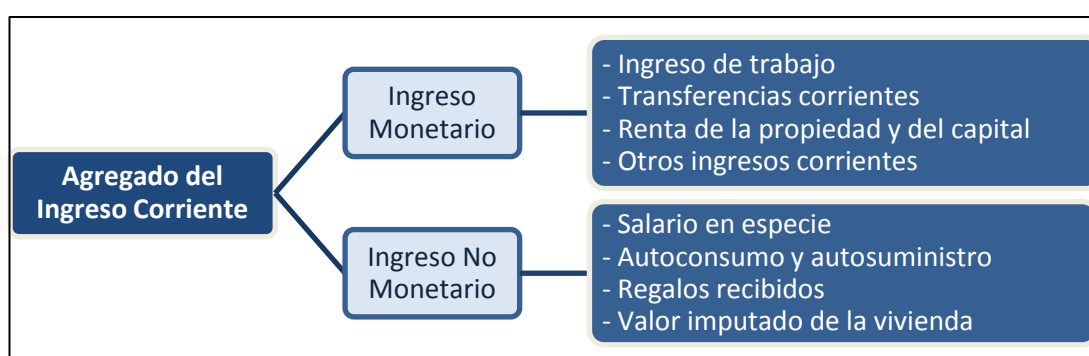 Agregado del
Ingreso Corriente
Ingreso
Monetario
- Ingreso de trabajo
- Transferencias corrientes
- Renta de la propiedad y del capital
- Otros ingresos corrientes
Ingreso No
Monetario
- Salario en especie
- Autoconsumo y autosuministro
- Regalos recibidos
- Valor imputado de la vivienda